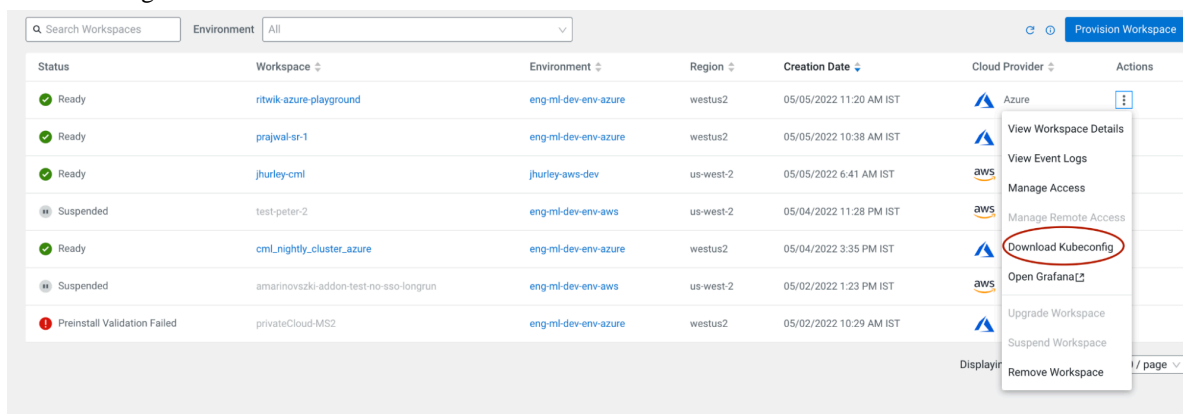 Search Workspaces Environment All Provision Workspace
Status Workspace Environment Region Creation Date Cloud Provider Actions
Ready ritwik-azure-playground eng-ml-dev-env-azure westus2 05/05/2022 11:20 AM IST Azure
Ready prajwal-sr-1 eng-ml-dev-env-azure westus2 05/05/2022 10:38 AM IST
Ready jhurley-cml jhurley-aws-dev us-west-2 05/05/2022 6:41 AM IST aws
Suspended test-peter-2 eng-ml-dev-env-aws us-west-2 05/04/2022 11:28 PM IST aws
Ready cml_nightly_cluster_azure eng-ml-dev-env-azure westus2 05/04/2022 3:35 PM IST
Suspended amarinovszki-addon-test-no-sso-longrun eng-ml-dev-env-aws us-west-2 05/02/2022 1:23 PM IST aws
Preinstall Validation Failed privateCloud-MS2 eng-ml-dev-env-azure westus2 05/02/2022 10:29 AM IST
View Workspace Details
View Event Logs
Manage Access
Manage Remote Access
Download Kubeconfig
Open Grafana
Upgrade Workspace
Suspend Workspace
Remove Workspace
/ page